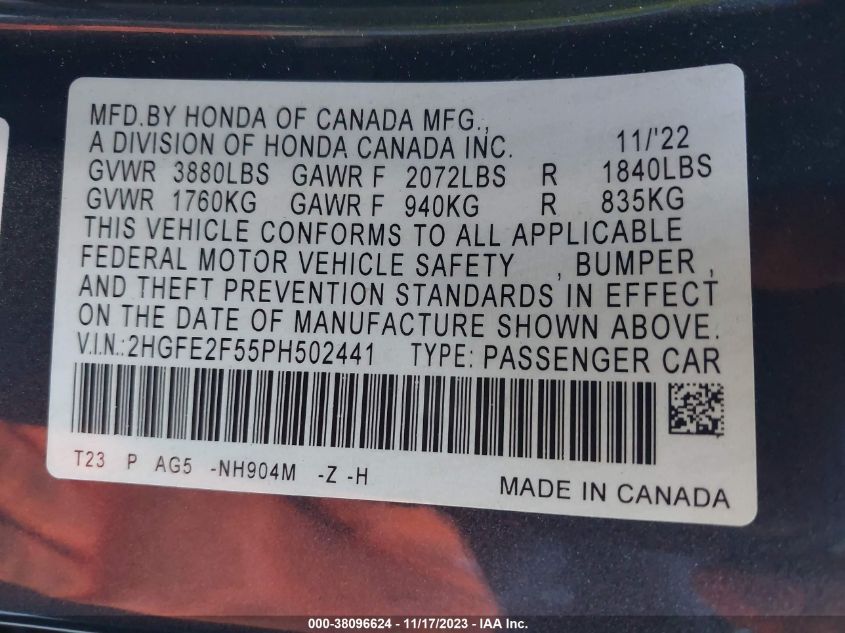 MFD.BY HONDA OF CANADA MFG.,
A DIVISION OF HONDA CANADA INC. 11/'22
GVWR 3880LBS GAWR F 2072LBS R 1840LBS
GVWR 1760KG GAWR F 940KG R 835KG
THIS VEHICLE CONFORMS TO ALL APPLICABLE
FEDERAL MOTOR VEHICLE SAFETY , BUMPER ,
AND THEFT PREVENTION STANDARDS IN EFFECT
ON THE DATE OF MANUFACTURE SHOWN ABOVE.
V.I.N.:2HGFE2F55PH502441 TYPE: PASSENGER CAR
T23 P AG5 -NH904M -Z -H
MADE IN CANADA
000-38096624 - 11/17/2023 - 1YSTC INC.